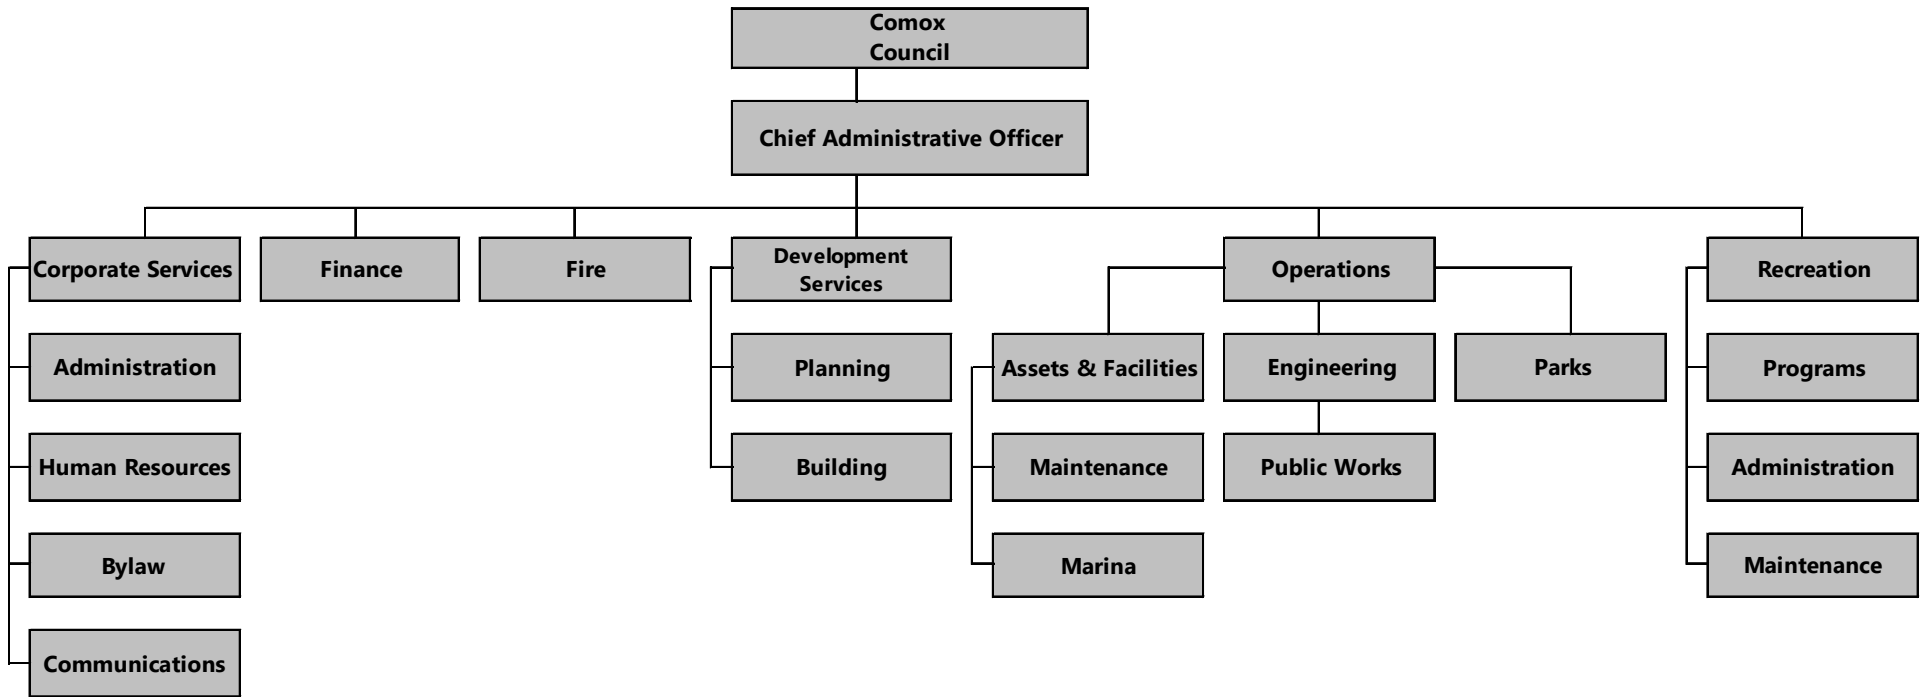 Comox
Council
Chief Administrative Officer
Corporate Services
Finance
Fire
Development
Services
Operations
Recreation
Administration
Planning
Assets & Facilities
Engineering
Parks
Programs
Human Resources
Building
Maintenance
Public Works
Administration
Bylaw
Marina
Maintenance
Communications